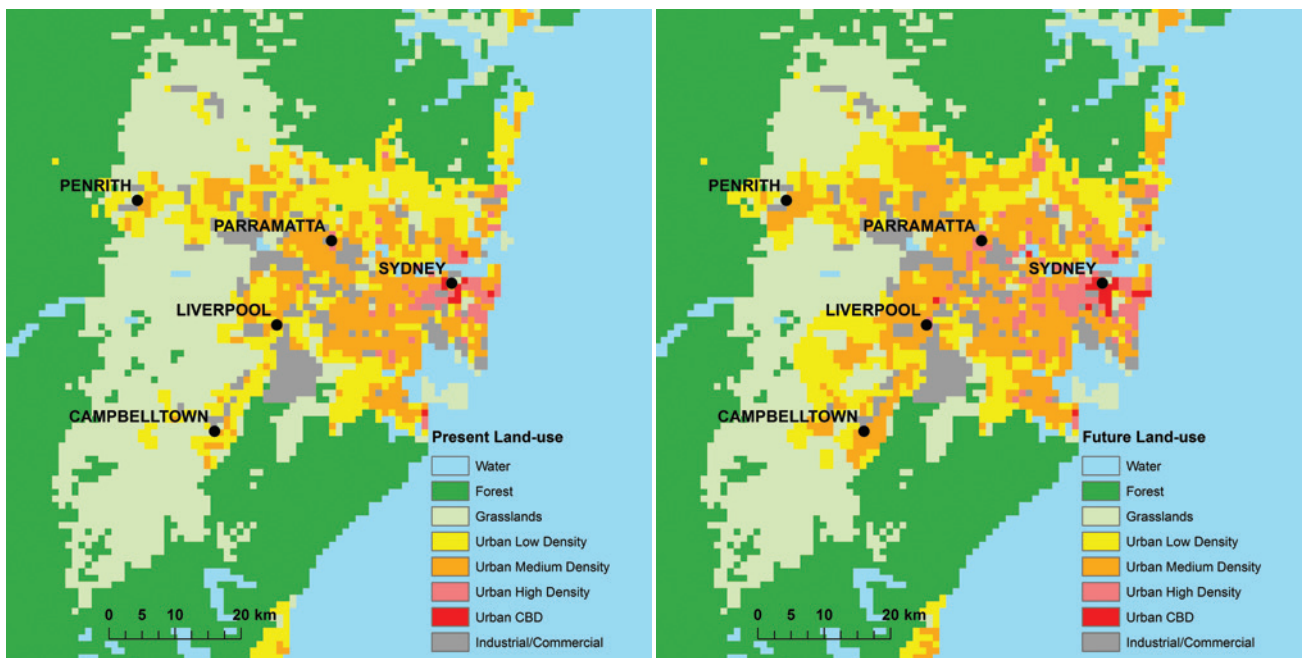 PENRITH
PARRAMATTA
SYDNEY
LIVERPOOL
CAMPBELLTOWN
Present Land-use
Water
Forest
Grasslands
Urban Low Density
Urban Medium Density
Urban High Density
Urban CBD
Industrial/Commercial
0 5 10 20 km
PENRITH
PARRAMATTA
SYDNEY
LIVERPOOL
CAMPBELLTOWN
Future Land-use
Water
Forest
Grasslands
Urban Low Density
Urban Medium Density
Urban High Density
Urban CBD
Industrial/Commercial
0 5 10 20 km